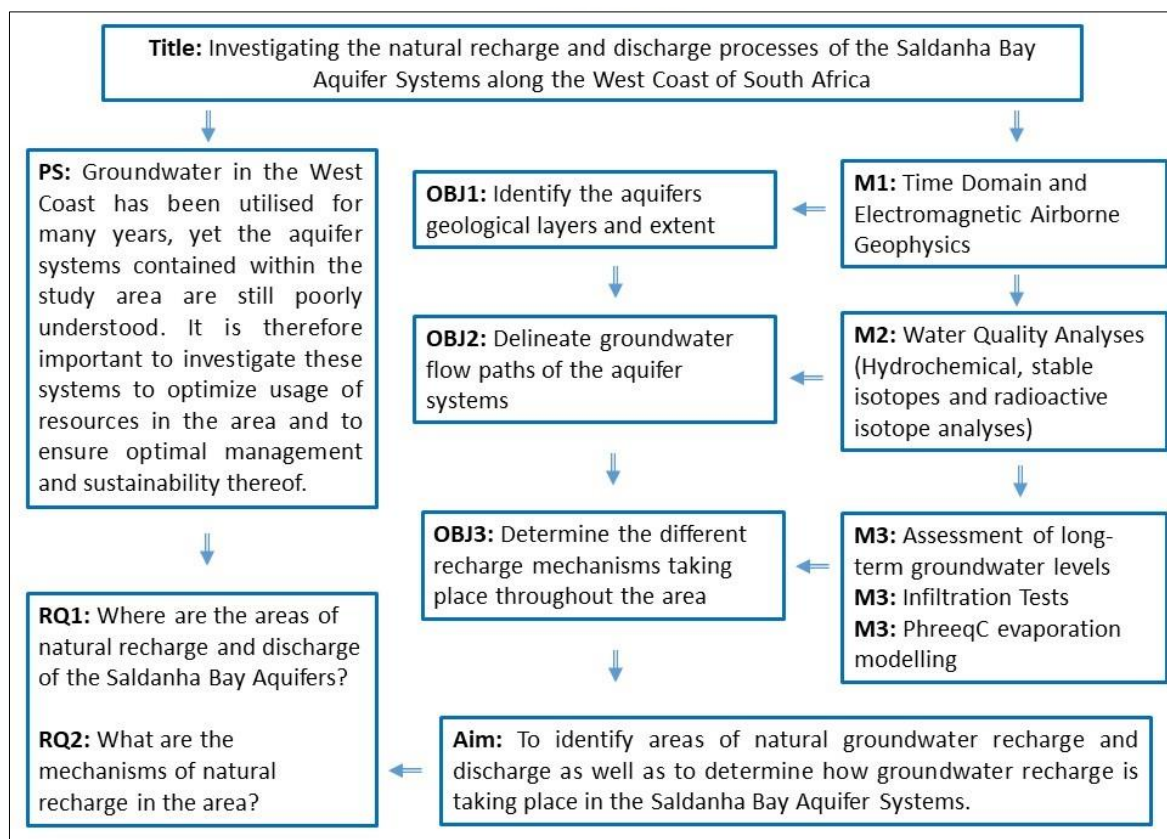 Title: Investigating the natural recharge and discharge processes of the Saldanha Bay
Aquifer Systems along the West Coast of South Africa
PS: Groundwater in the West
Coast has been utilised for
many years, yet the aquifer
systems contained within the
study area are still poorly
understood. It is therefore
important to investigate these
systems to optimize usage of
resources in the area and to
ensure optimal management
and sustainability thereof.
RQ1: Where are the areas of
natural recharge and discharge
of the Saldanha Bay Aquifers?
RQ2: What are the
mechanisms of natural
recharge in the area?
OBJ1: Identify the aquifers
geological layers and extent
OBJ2: Delineate groundwater
flow paths of the aquifer
systems
OBJ3: Determine the different
recharge mechanisms taking
place throughout the area
M1: Time Domain and
Electromagnetic Airborne
Geophysics
M2: Water Quality Analyses
(Hydrochemical, stable
isotopes and radioactive
isotope analyses)
M3: Assessment of long-
term groundwater levels
M3: Infiltration Tests
M3: PhreeqC evaporation
modelling
Aim: To identify areas of natural groundwater recharge and
discharge as well as to determine how groundwater recharge is
taking place in the Saldanha Bay Aquifer Systems.